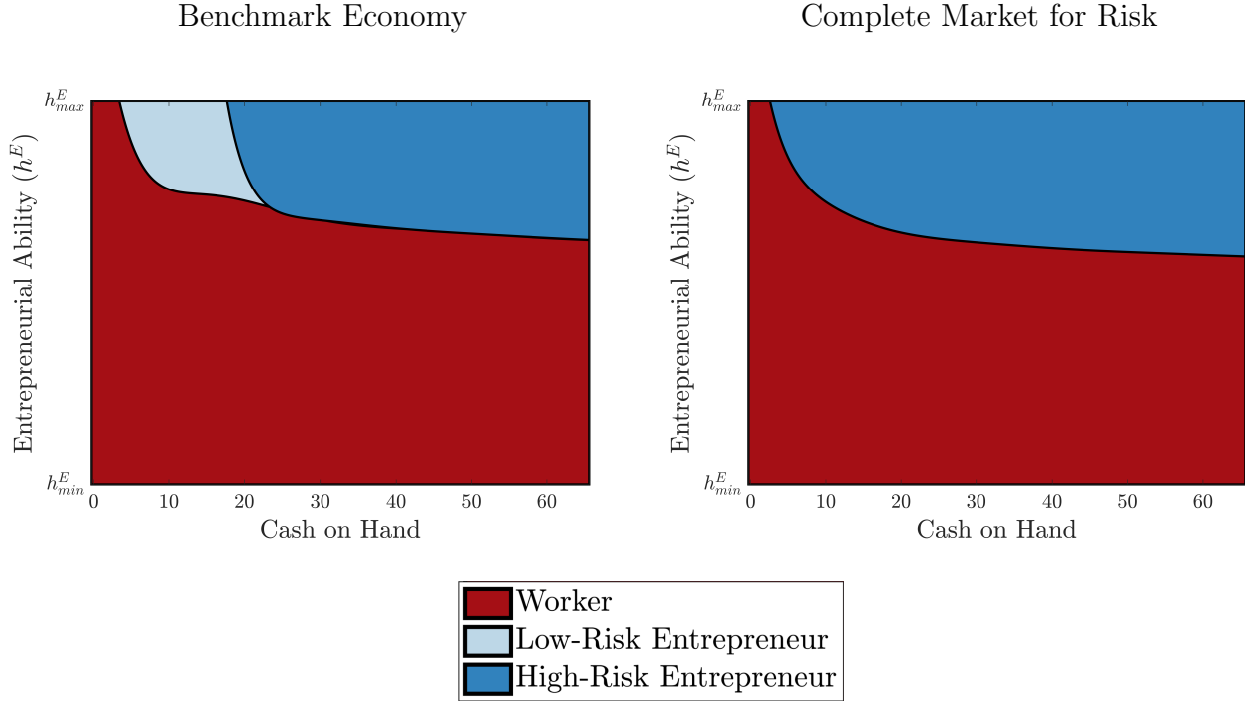 Benchmark Economy
Complete Market for Risk
h^E_max
Entrepreneurial Ability (h^E)
h^E_min
0 10 20 30 40 50 60
Cash on Hand
h^E_max
Entrepreneurial Ability (h^E)
h^E_min
0 10 20 30 40 50 60
Cash on Hand
Worker
Low-Risk Entrepreneur
High-Risk Entrepreneur